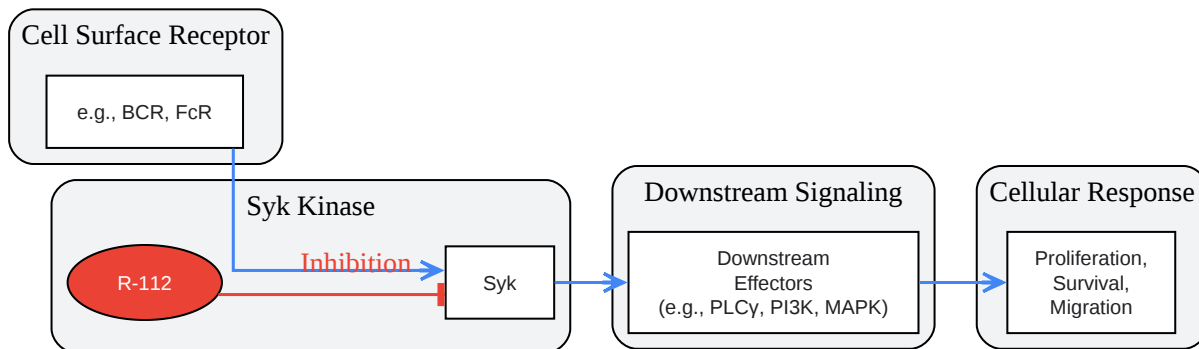 Cell Surface Receptor
e.g., BCR, FcR
Syk Kinase
R-112
Inhibition
Syk
Downstream Signaling
Downstream
Effectors
(e.g., PLCγ, PI3K, MAPK)
Cellular Response
Proliferation,
Survival,
Migration